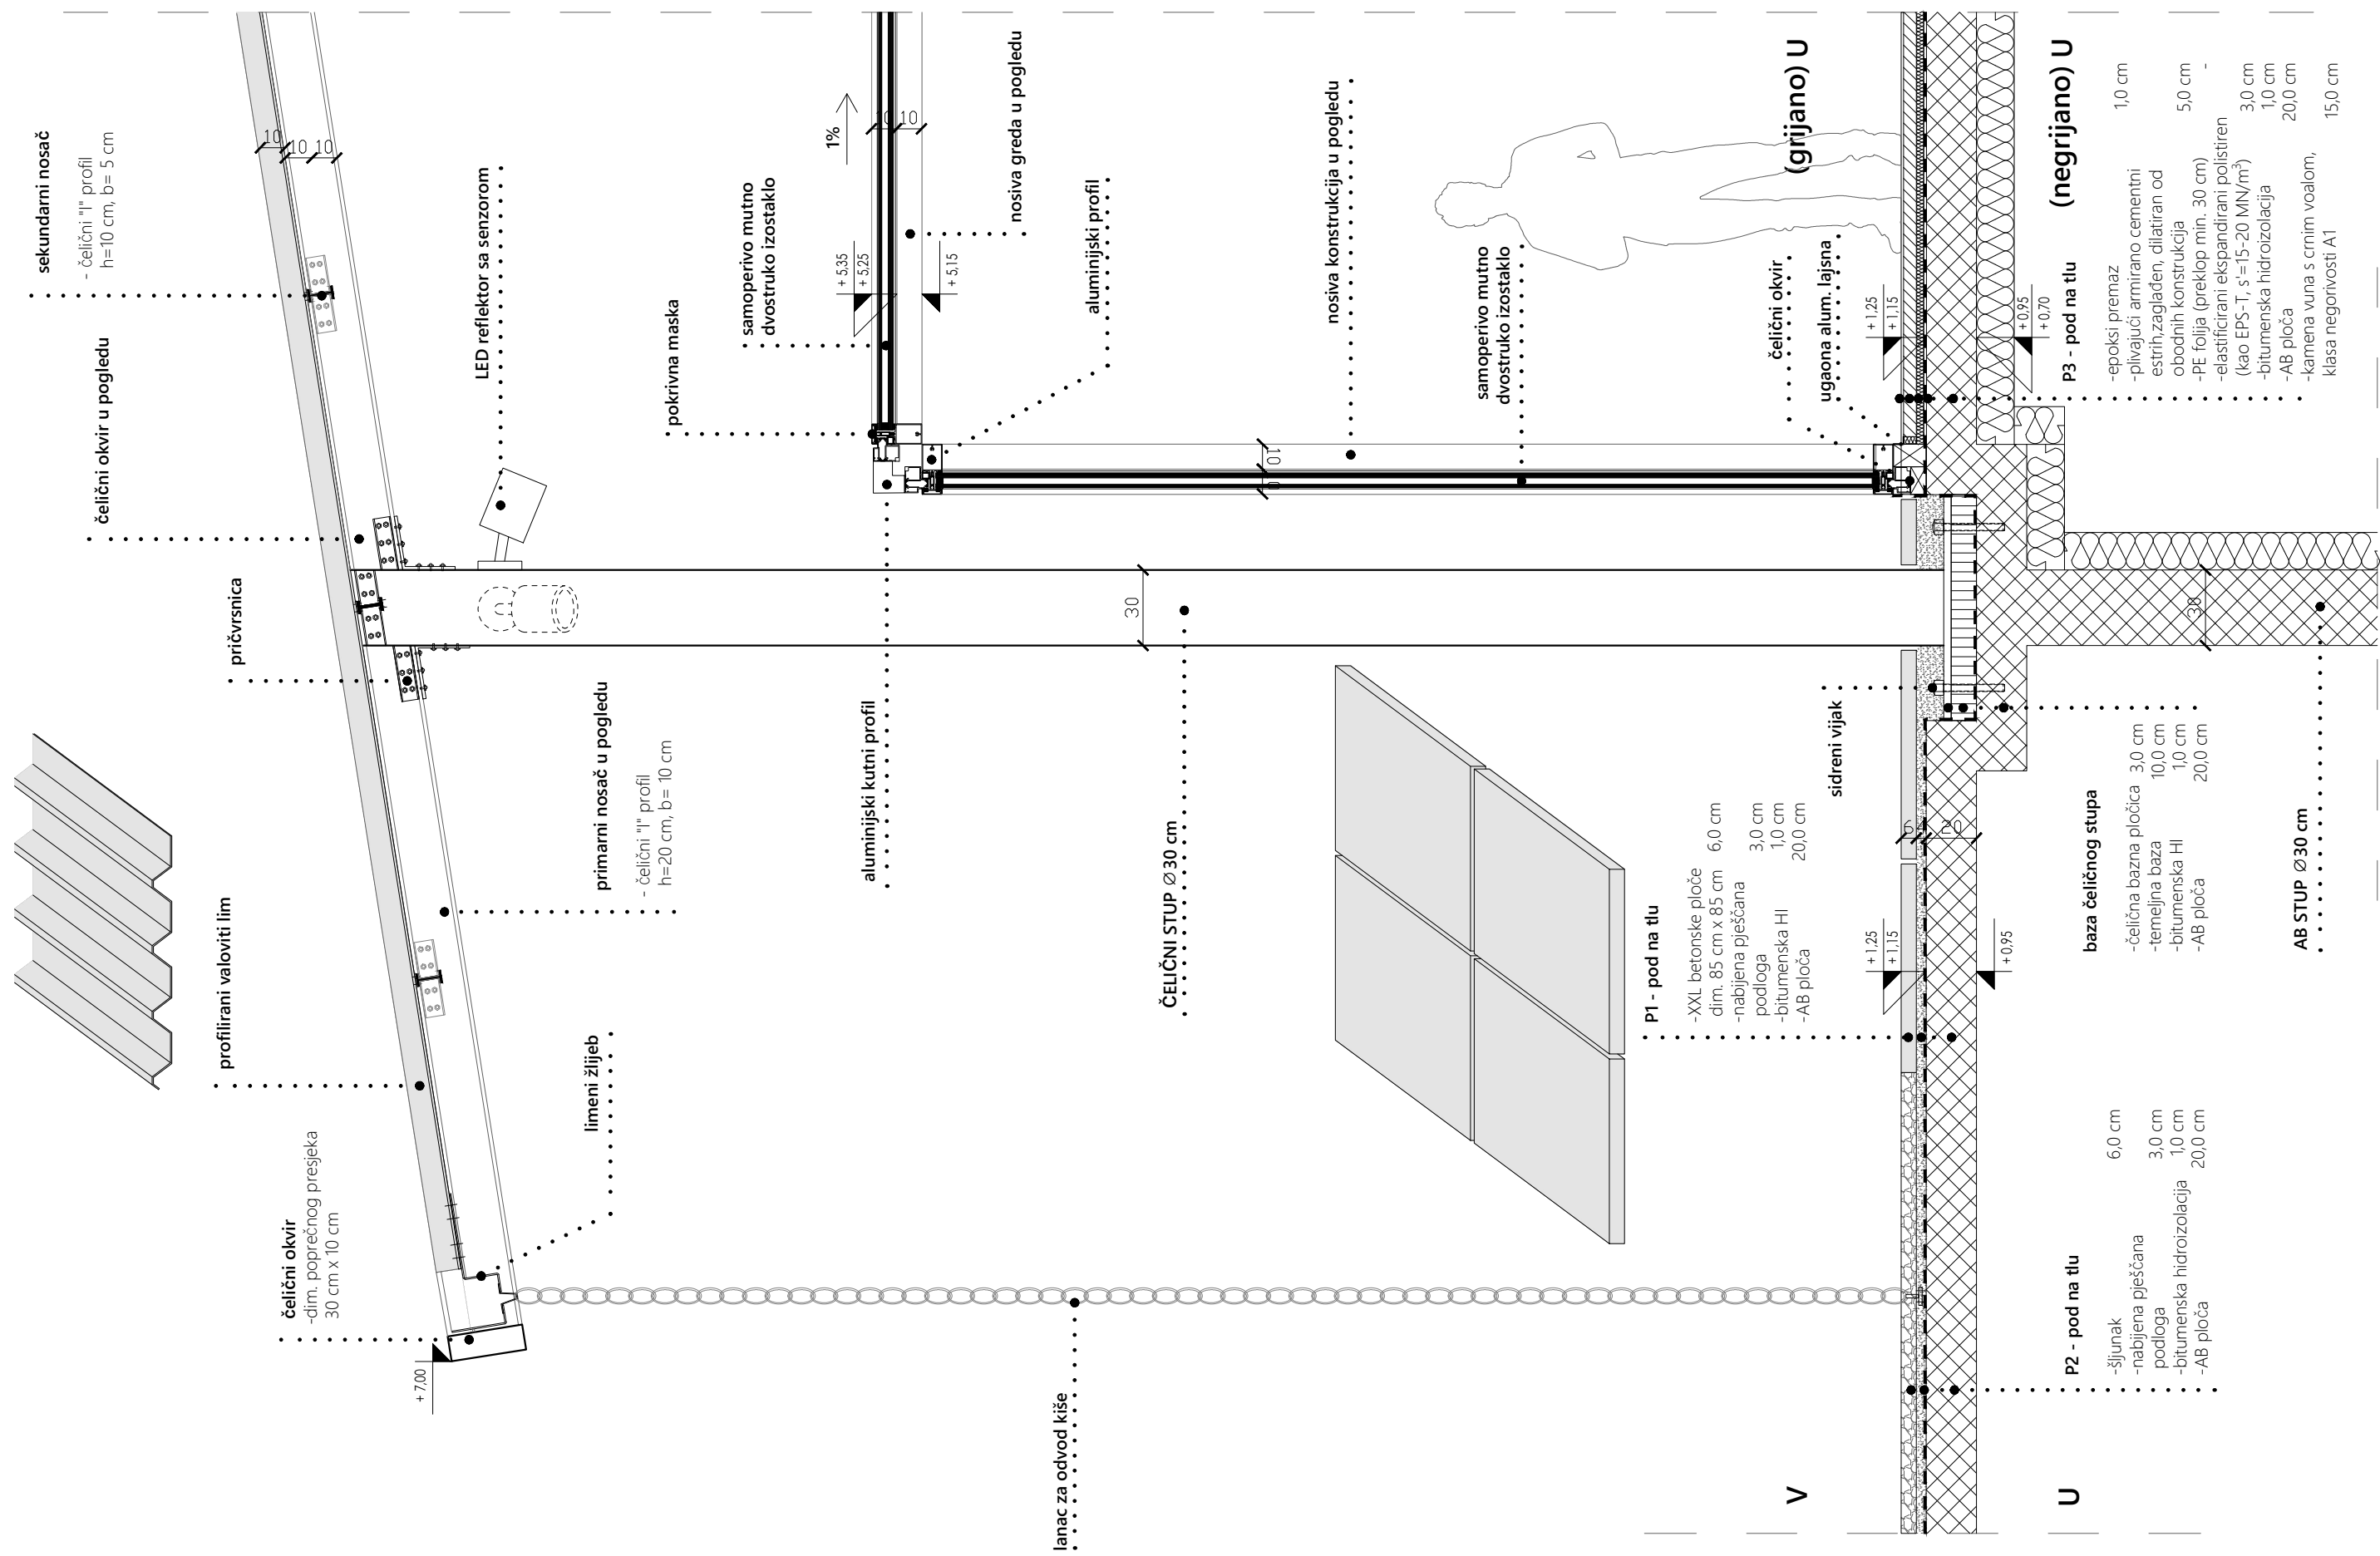 sekundarni nosač
- čelični "I" profil
h=10 cm, b= 5 cm
čelični okvir u pogledu
pričvrsnica
profilirani valoviti lim
čelični okvir
-dim. poprečnog presjeka
30 cm x 10 cm
+ 7,00
10
10
10
LED reflektor sa senzorom
primarni nosač u pogledu
- čelični "I" profil
h=20 cm, b= 10 cm
limeni žlijeb
pokrivna maska
samoperivo mutno
dvostruko izostaklo
1%
10
10
+ 5,35
+ 5,25
+ 5,15
nosiva greda u pogledu
aluminijski profil
aluminijski kutni profil
lanac za odvod kiše
30
ČELIČNI STUP ∅30 cm
10
nosiva konstrukcija u pogledu
samoperivo mutno
dvostruko izostaklo
čelični okvir
ugaona alum. lajsna
(grijano) U
sidreni vijak
P1 - pod na tlu
-XXL betonske ploče 6,0 cm
dim. 85 cm x 85 cm
-nabijena pješčana 3,0 cm
podloga
-bitumenska HI 1,0 cm
-AB ploča 20,0 cm
V
+ 1,25
+ 1,15
+ 0,95
6
20
+ 1,25
+ 1,15
+ 0,95
+ 0,70
(negrijano) U
P3 - pod na tlu
-epoksi premaz 1,0 cm
-plivajući armirano cementni
estrih,zaglađen, dilatiran od
obodnih konstrukcija 5,0 cm
-PE folija (preklop min. 30 cm) -
-elastificirani ekspandirani polistiren
(kao EPS-T, s'=15-20 MN/m³) 3,0 cm
-bitumenska hidroizolacija 1,0 cm
-AB ploča 20,0 cm
-kamena vuna s crnim voalom,
klasa negorivosti A1 15,0 cm
baza čeličnog stupa
-čelična bazna pločica 3,0 cm
-temeljna baza 10,0 cm
-bitumenska HI 1,0 cm
-AB ploča 20,0 cm
30
AB STUP ∅30 cm
P2 - pod na tlu
-šljunak 6,0 cm
-nabijena pješčana
podloga 3,0 cm
-bitumenska hidroizolacija 1,0 cm
-AB ploča 20,0 cm
U